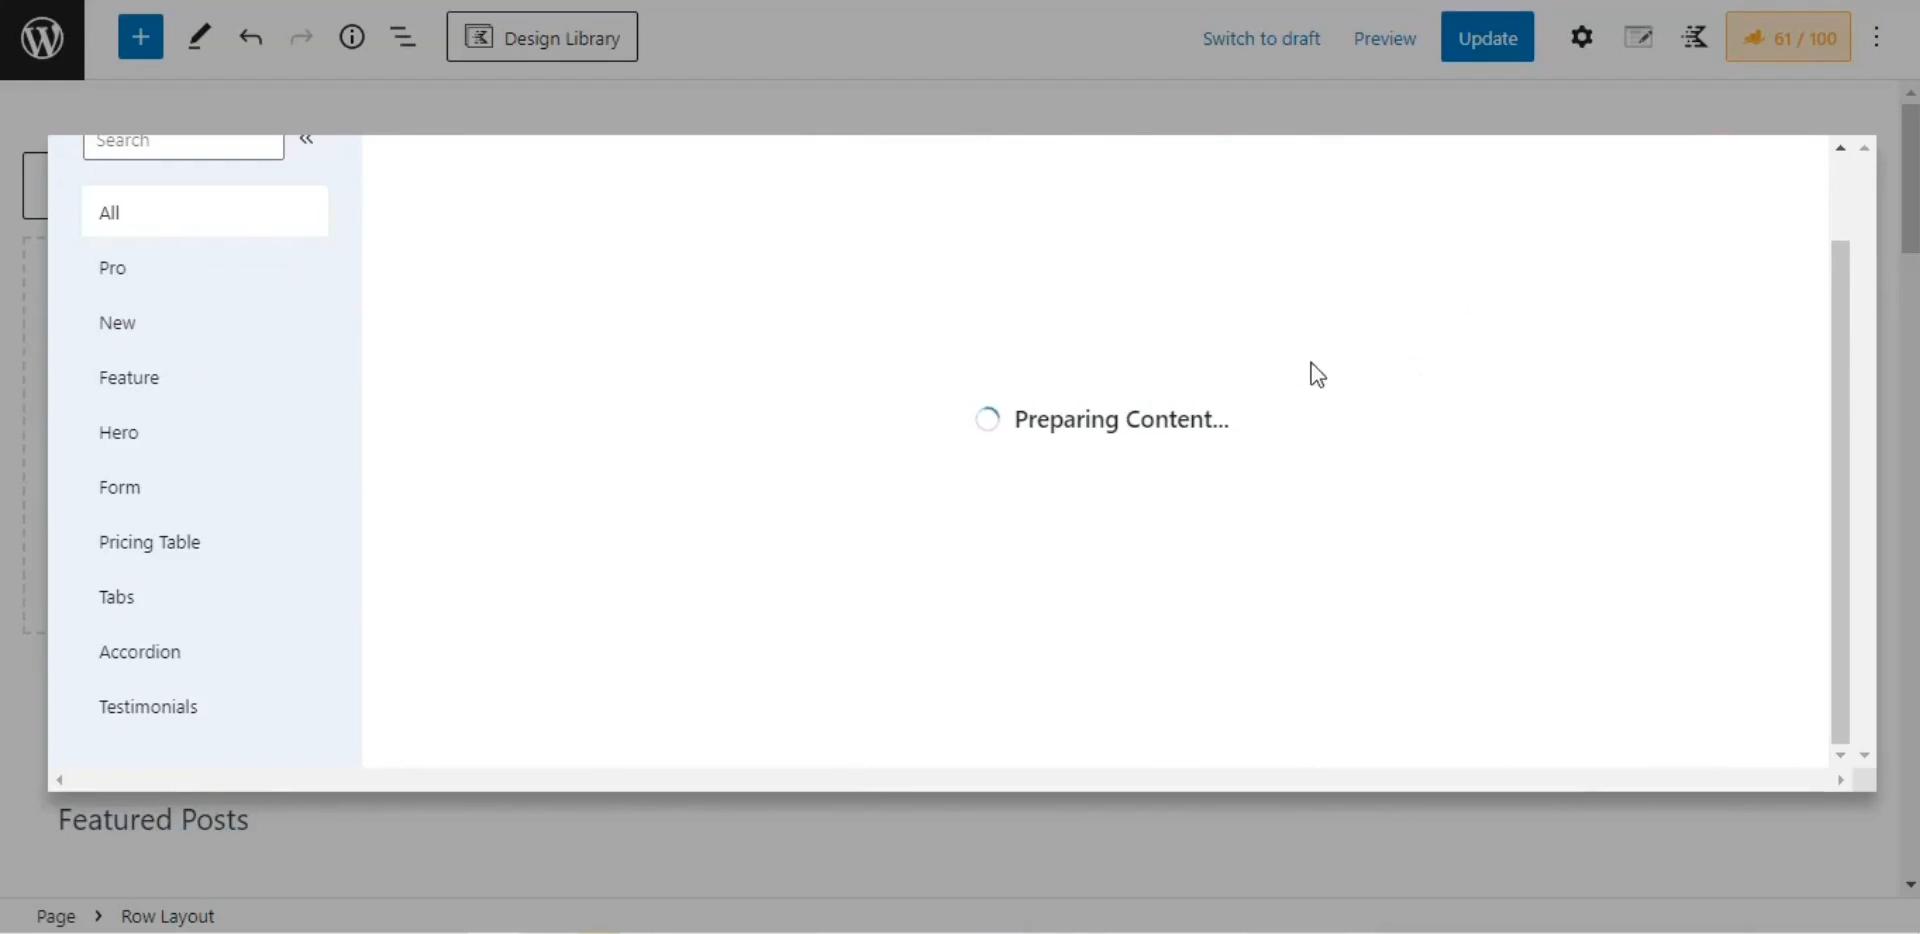 Design Library
Switch to draft
Preview
Update
61 / 100
Search
«
All
Pro
New
Feature
Hero
Form
Pricing Table
Tabs
Accordion
Testimonials
Preparing Content...
Featured Posts
Page > Row Layout